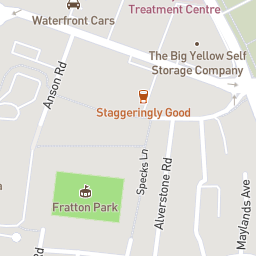 Treatment Centre
Waterfront Cars
The Big Yellow Self
Storage Company
Anson Rd
Staggeringly Good
Specks Ln
Alverstone Rd
Fratton Park
Maylands Ave
a